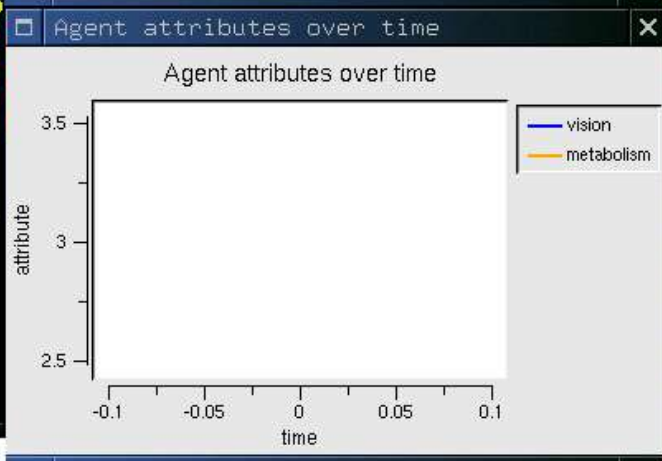 Agent attributes over time
Agent attributes over time
3.5
3
2.5
attribute
-0.1 -0.05 0 0.05 0.1
time
vision
metabolism